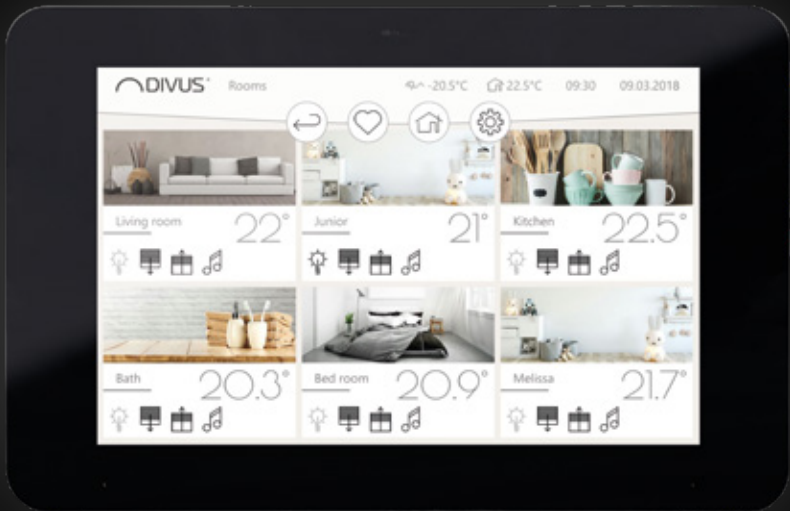 DIVUS Rooms -20.5°C 22.5°C 09:30 09.03.2018
Living room 22° Junior 21° Kitchen 22.5°
Bath 20.3° Bed room 20.9° Melissa 21.7°